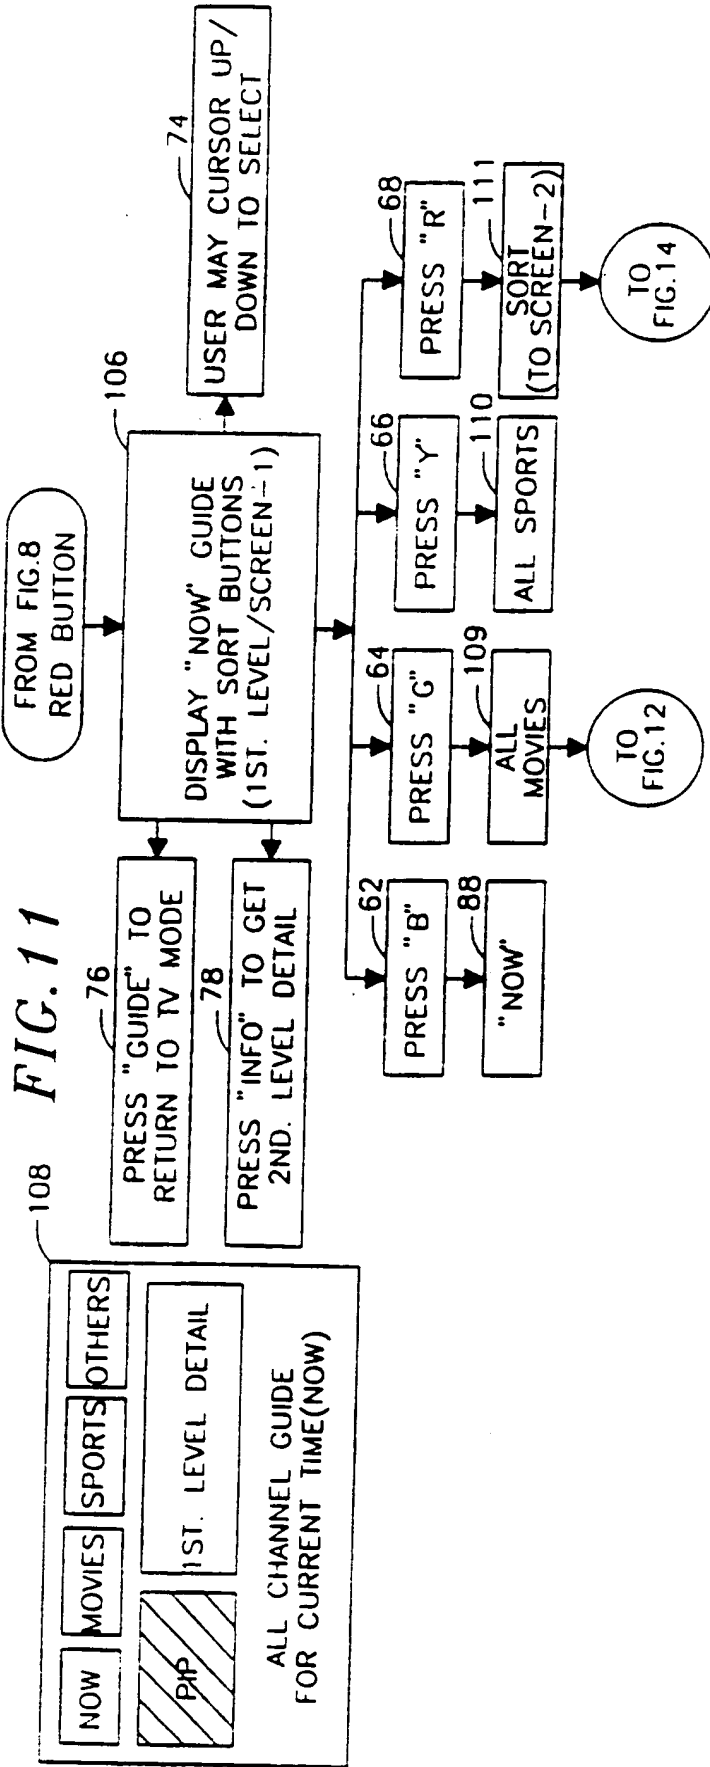 FIG.11
108
NOW
MOVIES
SPORTS
OTHERS
PIP
1ST. LEVEL DETAIL
ALL CHANNEL GUIDE
FOR CURRENT TIME(NOW)
FROM FIG.8
RED BUTTON
106
DISPLAY "NOW" GUIDE
WITH SORT BUTTONS
(1ST. LEVEL/SCREEN-1)
76
PRESS "GUIDE" TO
RETURN TO TV MODE
78
PRESS "INFO" TO GET
2ND. LEVEL DETAIL
74
USER MAY CURSOR UP/
DOWN TO SELECT
62
PRESS "B"
88
"NOW"
64
PRESS "G"
109
ALL
MOVIES
TO
FIG.12
66
PRESS "Y"
110
ALL SPORTS
68
PRESS "R"
111
SORT
(TO SCREEN-2)
TO
FIG.14